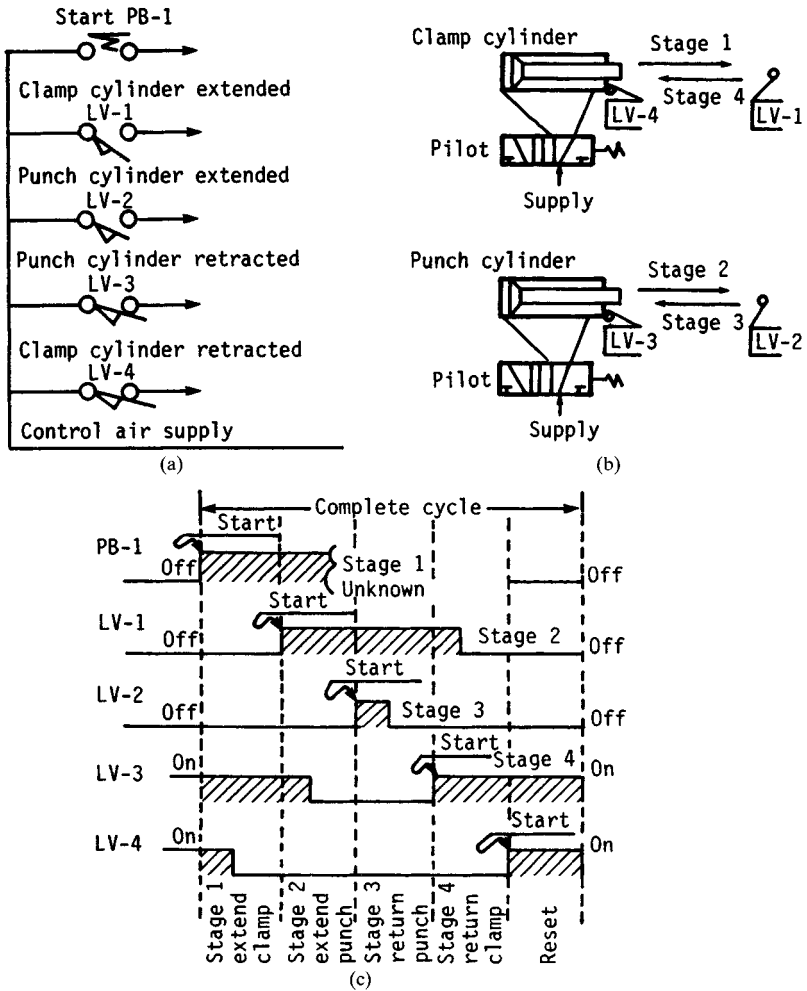 Start PB-1
Clamp cylinder extended
LV-1
Punch cylinder extended
LV-2
Punch cylinder retracted
LV-3
Clamp cylinder retracted
LV-4
Control air supply
(a)
Clamp cylinder
Stage 1
Stage 4
LV-4
LV-1
Pilot
Supply
Punch cylinder
Stage 2
Stage 3
LV-3
LV-2
Pilot
Supply
(b)
Complete cycle
PB-1
Off
Start
Stage 1
Unknown
Off
LV-1
Off
Start
Stage 2
Off
LV-2
Off
Start
Stage 3
Off
LV-3
On
Start
Stage 4
On
LV-4
On
Start
On
Stage 1
extend
clamp
Stage 2
extend
punch
Stage 3
return
punch
Stage 4
return
clamp
Reset
(c)